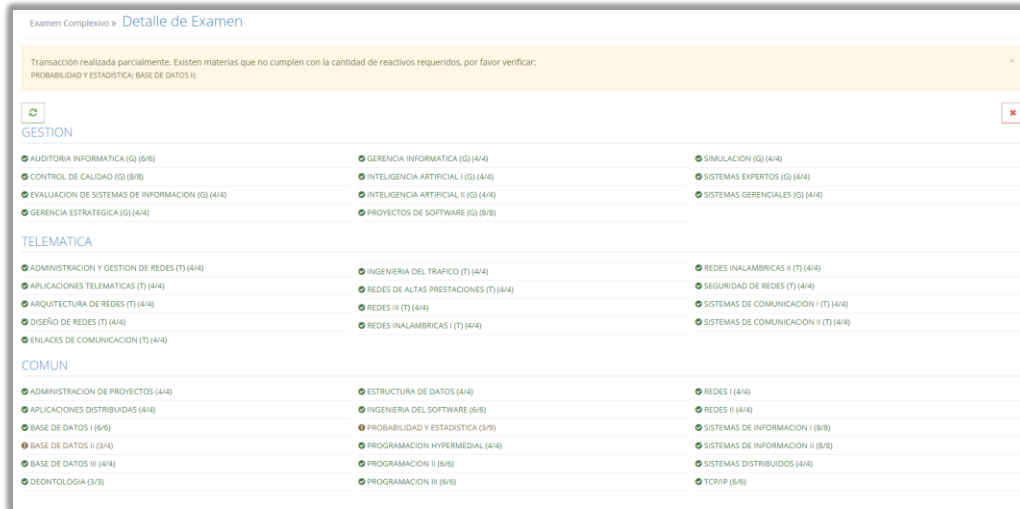 Examen Complexivo » Detalle de Examen
Transacción realizada parcialmente. Existen materias que no cumplen con la cantidad de reactivos requeridos, por favor verificar:
PROBABILIDAD Y ESTADISTICA; BASE DE DATOS II;
GESTION
AUDITORIA INFORMATICA (G) (6/6)
CONTROL DE CALIDAD (G) (8/8)
EVALUACION DE SISTEMAS DE INFORMACION (G) (4/4)
GERENCIA ESTRATEGICA (G) (4/4)
GERENCIA INFORMATICA (G) (4/4)
INTELIGENCIA ARTIFICIAL I (G) (4/4)
INTELIGENCIA ARTIFICIAL II (G) (4/4)
PROYECTOS DE SOFTWARE (G) (8/8)
SIMULACION (G) (4/4)
SISTEMAS EXPERTOS (G) (4/4)
SISTEMAS GERENCIALES (G) (4/4)
TELEMATICA
ADMINISTRACION Y GESTION DE REDES (T) (4/4)
APLICACIONES TELEMATICAS (T) (4/4)
ARQUITECTURA DE REDES (T) (4/4)
DISEÑO DE REDES (T) (4/4)
ENLACES DE COMUNICACION (T) (4/4)
INGENIERIA DEL TRAFICO (T) (4/4)
REDES DE ALTAS PRESTACIONES (T) (4/4)
REDES III (T) (4/4)
REDES INALAMBRICAS I (T) (4/4)
REDES INALAMBRICAS II (T) (4/4)
SEGURIDAD DE REDES (T) (4/4)
SISTEMAS DE COMUNICACION I (T) (4/4)
SISTEMAS DE COMUNICACION II (T) (4/4)
COMUN
ADMINISTRACION DE PROYECTOS (4/4)
APLICACIONES DISTRIBUIDAS (4/4)
BASE DE DATOS I (6/6)
BASE DE DATOS II (3/4)
BASE DE DATOS III (4/4)
DEONTOLOGIA (3/3)
ESTRUCTURA DE DATOS (4/4)
INGENIERIA DEL SOFTWARE (6/6)
PROBABILIDAD Y ESTADISTICA (3/9)
PROGRAMACION HYPERMEDIAL (4/4)
PROGRAMACION II (6/6)
PROGRAMACION III (6/6)
REDES I (4/4)
REDES II (4/4)
SISTEMAS DE INFORMACION I (8/8)
SISTEMAS DE INFORMACION II (8/8)
SISTEMAS DISTRIBUIDOS (4/4)
TCP/IP (6/6)